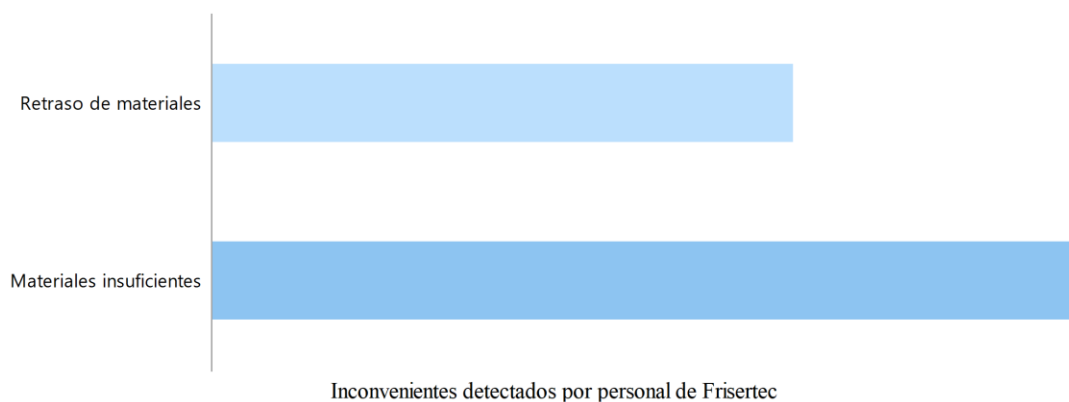 Retraso de materiales
Materiales insuficientes
Inconvenientes detectados por personal de Frisertec